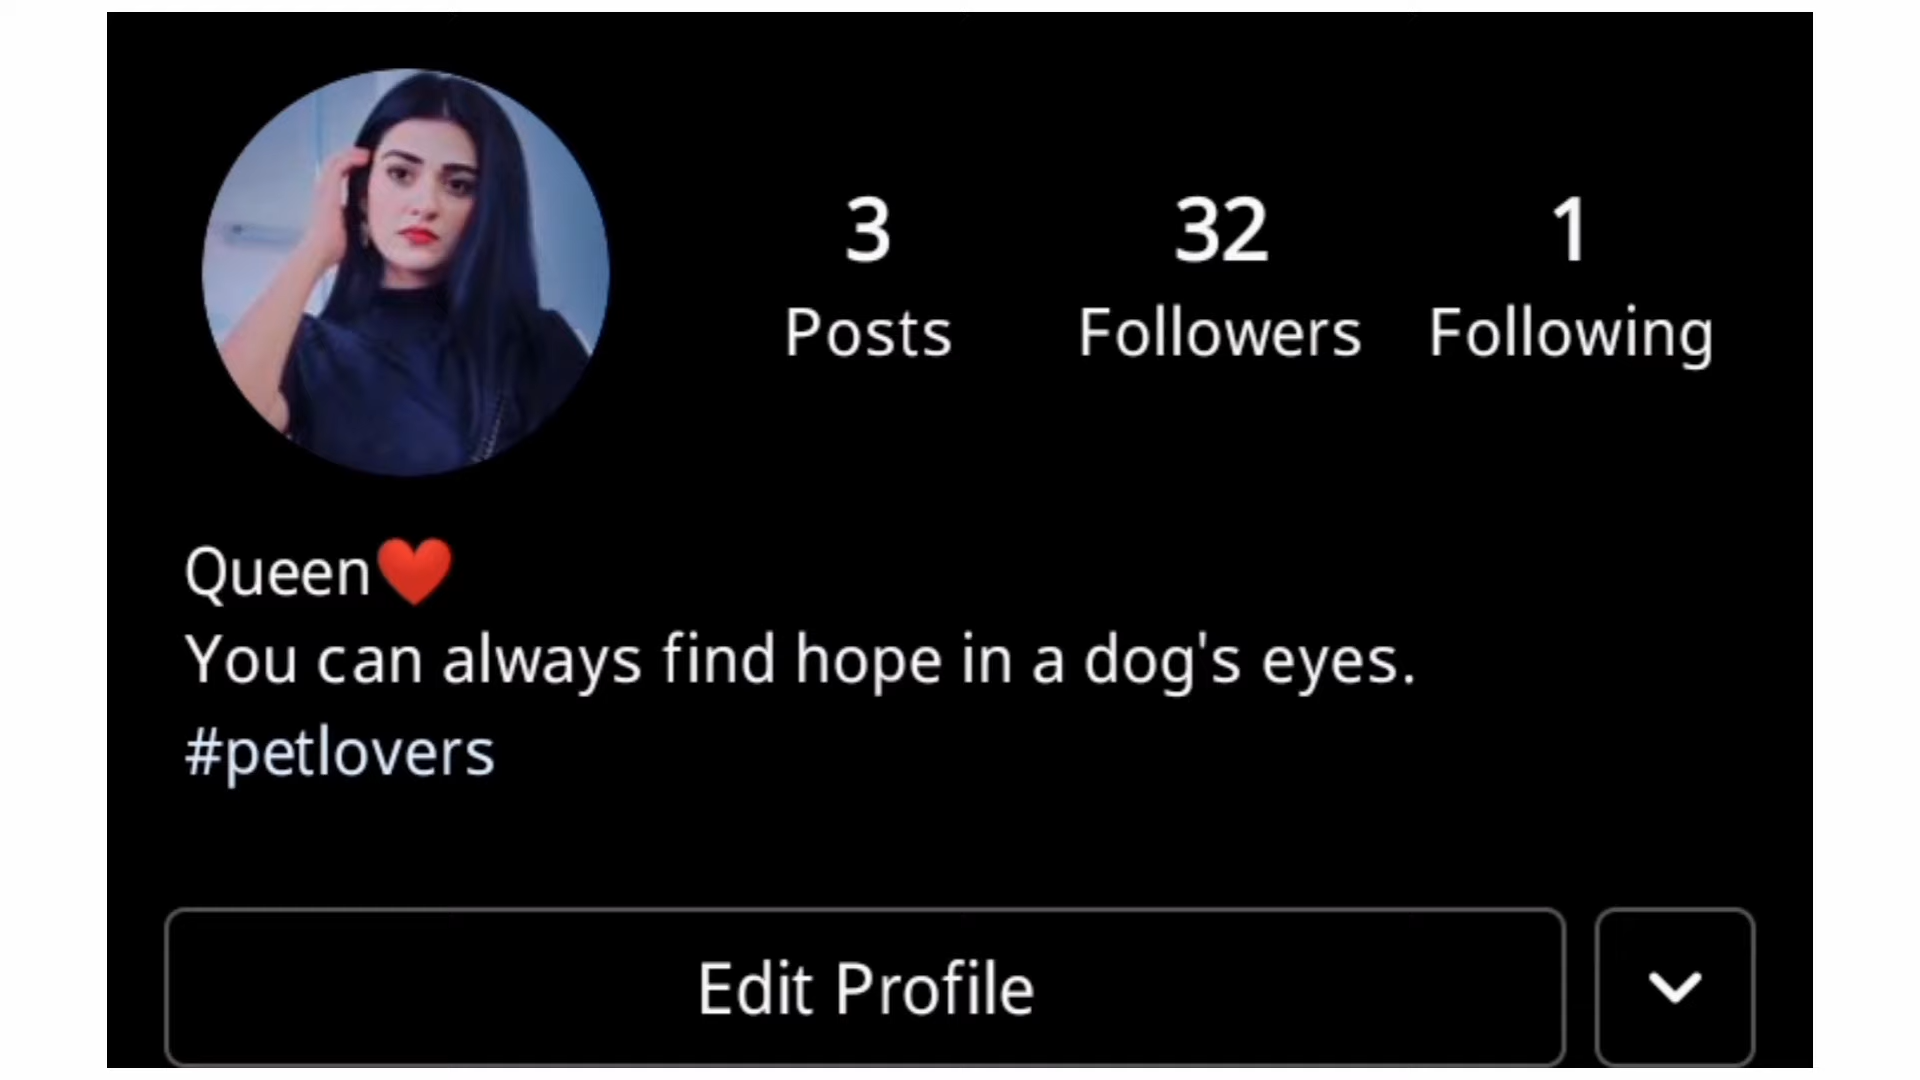 3 32 1
Posts Followers Following
Queen❤️
You can always find hope in a dog's eyes.
#petlovers
Edit Profile